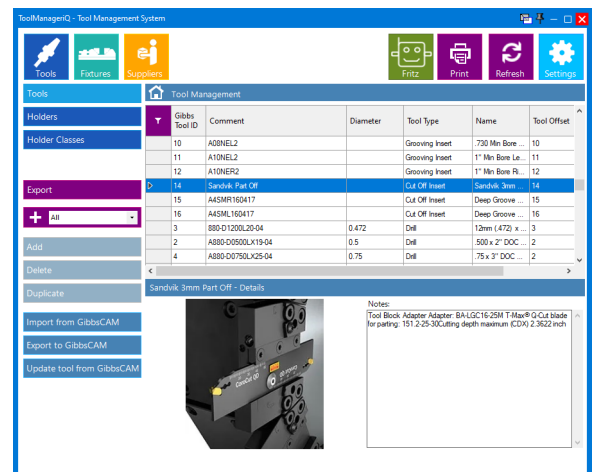 ToolManageriQ - Tool Management System
Tools
Fixtures
Suppliers
Fritz
Print
Refresh
Settings
Tools
Holders
Holder Classes
Export
All
Add
Delete
Duplicate
Import from GibbsCAM
Export to GibbsCAM
Update tool from GibbsCAM
Tool Management
Gibbs Tool ID Comment Diameter Tool Type Name Tool Offset
10 A08NEL2 Grooving Insert .730 Min Bore ... 10
11 A10NEL2 Grooving Insert 1" Min Bore Le... 11
12 A10NER2 Grooving Insert 1" Min Bore Ri... 12
14 Sandvik Part Off Cut Off Insert Sandvik 3mm ... 14
15 A4SMR160417 Cut Off Insert Deep Groove ... 15
16 A4SML160417 Cut Off Insert Deep Groove ... 16
3 880-D1200L20-04 0.472 Drill 12mm (.472) x ... 3
2 A880-D0500LX19-04 0.5 Drill .500 x 2" DOC ... 2
4 A880-D0750LX25-04 0.75 Drill .75 x 3" DOC ... 4
Sandvik 3mm Part Off - Details
CoroCut QD
Notes:
Tool Block Adapter Adapter: BA-LGC16-25M T-Max® Q-Cut blade
for parting: 151.2-25-30Cutting depth maximum (CDX) 2.3622 inch